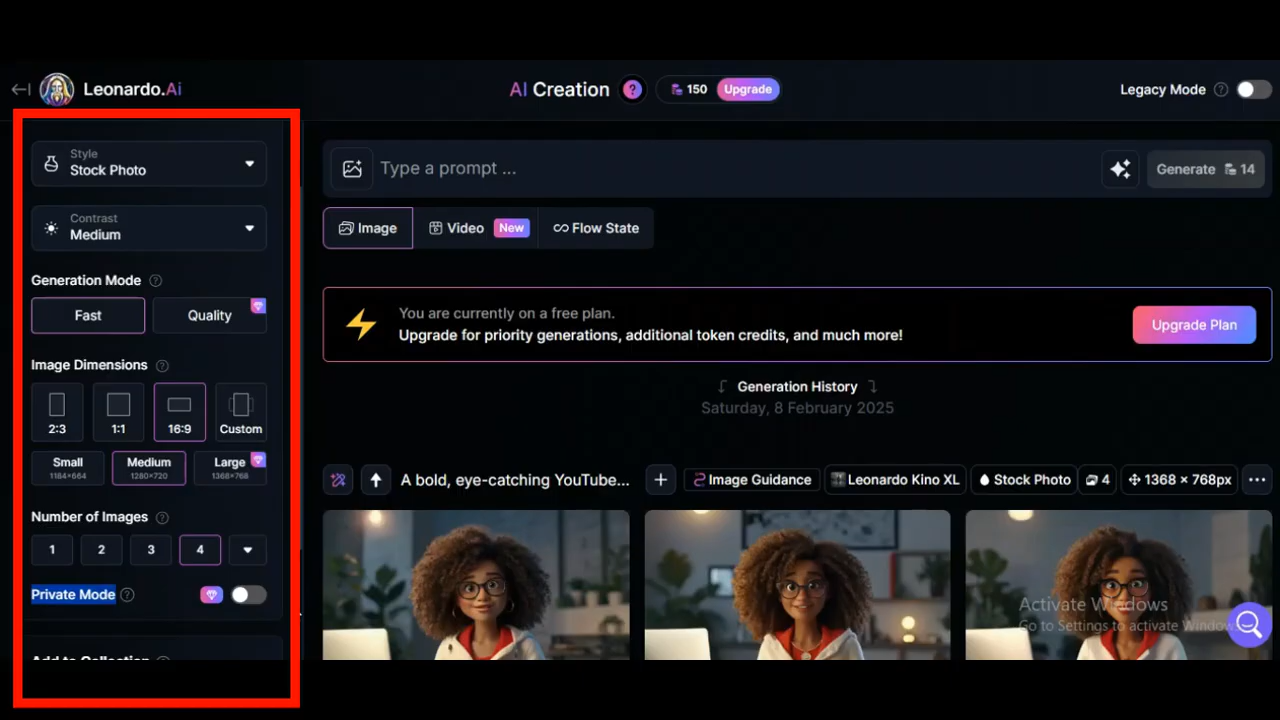 Leonardo.Ai
AI Creation ? 150 Upgrade
Legacy Mode ?
Style
Stock Photo
Contrast
Medium
Generation Mode ?
Fast Quality
Image Dimensions ?
2:3 1:1 16:9 Custom
Small Medium Large
1184×664 1280×720 1368×768
Number of Images ?
1 2 3 4
Private Mode ?
Add to Collection
Type a prompt ... Generate 14
Image Video New Flow State
You are currently on a free plan.
Upgrade for priority generations, additional token credits, and much more!
Upgrade Plan
Generation History
Saturday, 8 February 2025
A bold, eye-catching YouTube... + Image Guidance Leonardo Kino XL Stock Photo 4 1368 × 768px ...
Activate Windows
Go to Settings to activate Windows